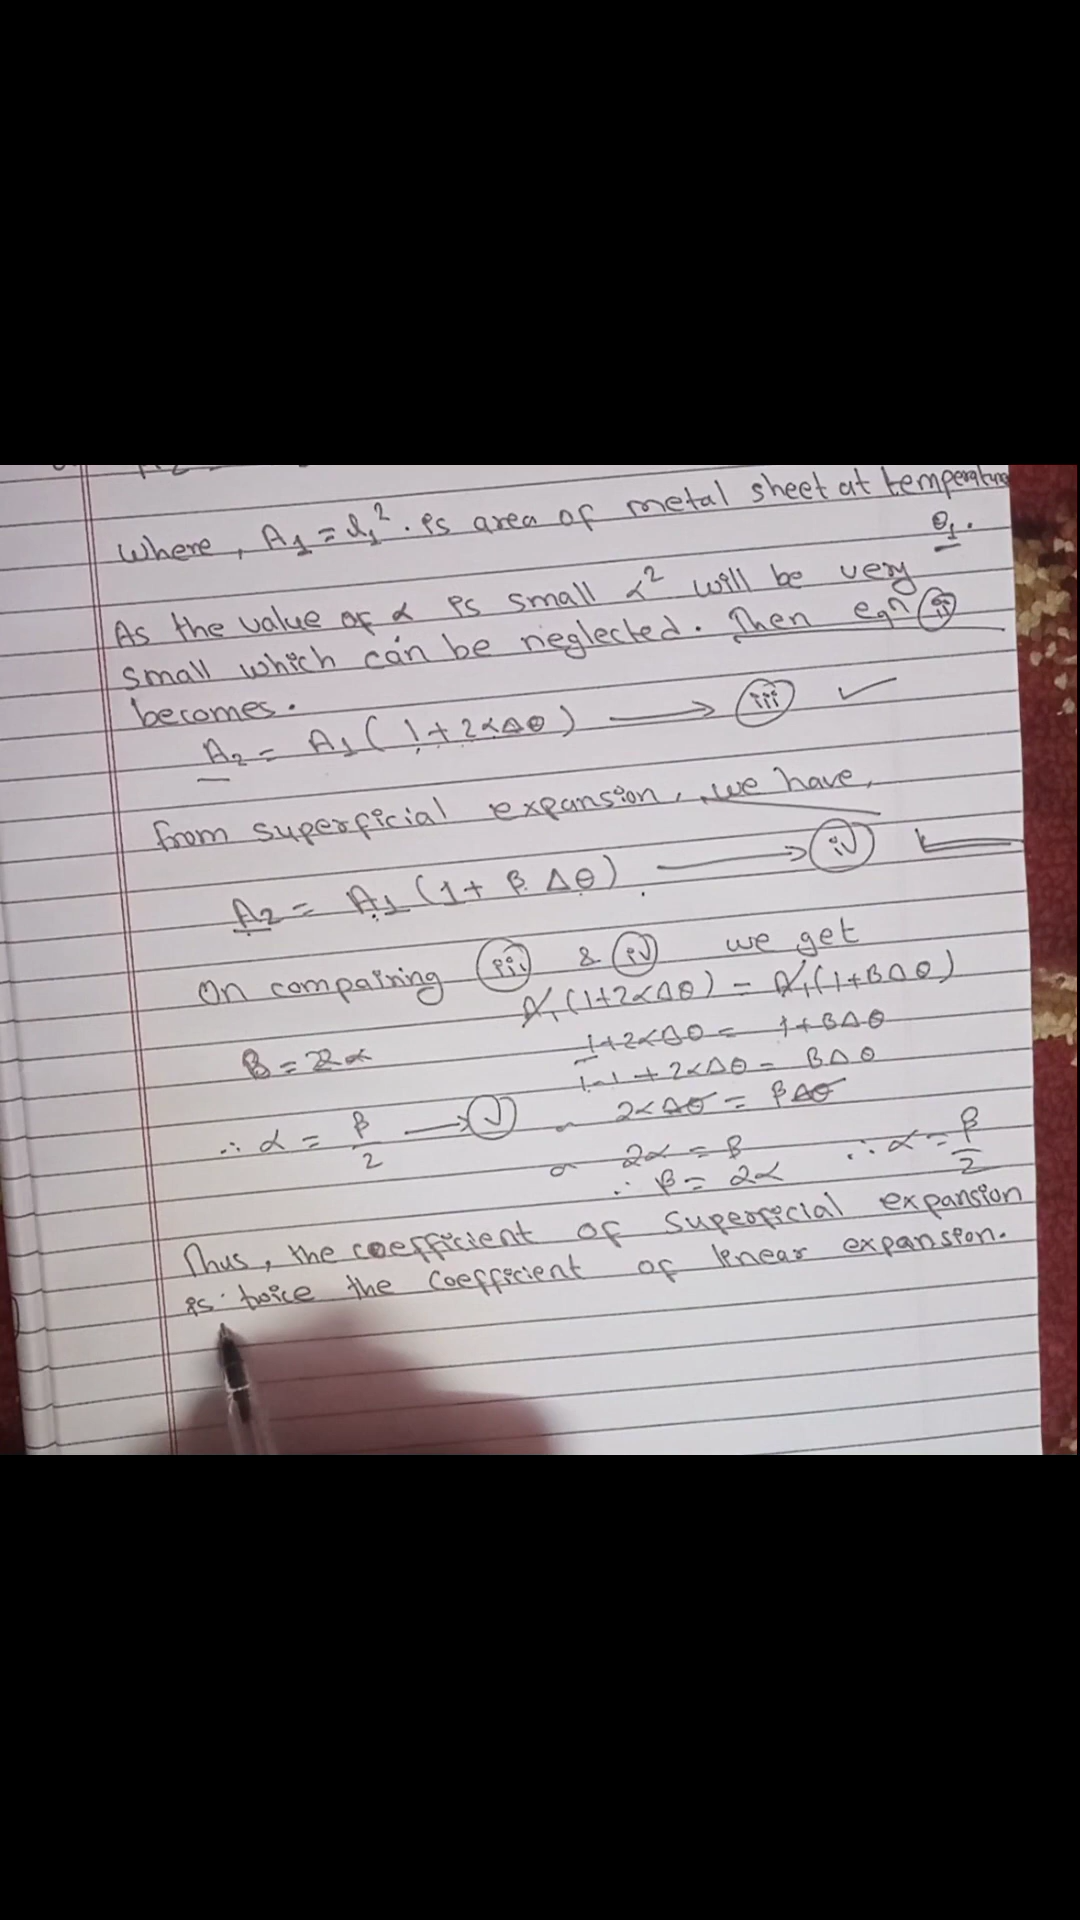 Where, A₁ = l₁². is area of metal sheet at temperature
θ₁.
As the value of α is small α² will be very
small which can be neglected. Then eqⁿ (ii)
becomes.
A₂ = A₁ ( 1 + 2αΔθ ) → (iii) ✓
from superficial expansion, we have,
A₂ = A₁ (1 + β Δθ) . → (iv)
On compairing (iii) & (iv) we get
A₁(1+2αΔθ) = A₁(1+βΔθ)
1+2αΔθ = 1+βΔθ
β = 2α
1-1 + 2αΔθ = βΔθ
2αΔθ = βΔθ
∴ α = β/2 → (v)
2α = β
∴ β = 2α ∴ α = β/2
Thus, the coefficient of superficial expansion
is twice the coefficient of linear expansion.